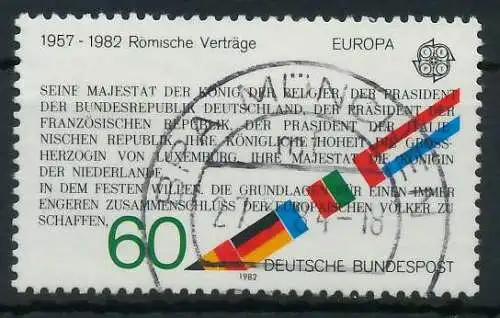 1957 - 1982 Römische Verträge EUROPA
SEINE MAJESTÄT DER KÖNIG DER BELGIER, DER PRÄSIDENT
DER BUNDESREPUBLIK DEUTSCHLAND, DER PRÄSIDENT DER
FRANZÖSISCHEN REPUBLIK, DER PRÄSIDENT DER ITALIE-
NISCHEN REPUBLIK, IHRE KÖNIGLICHE HOHEIT DIE GROSS-
HERZOGIN VON LUXEMBURG, IHRE MAJESTÄT DIE KÖNIGIN
DER NIEDERLANDE,
IN DEM FESTEN WILLEN, DIE GRUNDLAGEN FÜR EINEN IMMER
ENGEREN ZUSAMMENSCHLUSS DER EUROPÄISCHEN VÖLKER ZU
SCHAFFEN,
60
DEUTSCHE BUNDESPOST
1982